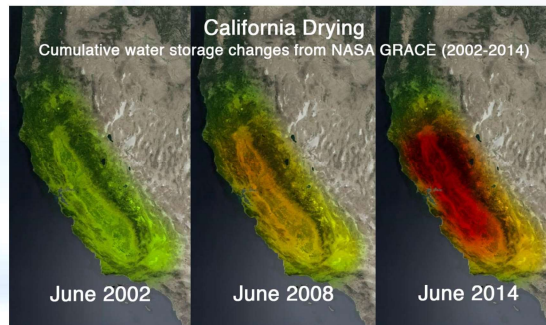 California Drying
Cumulative water storage changes from NASA GRACE (2002-2014)
June 2002
June 2008
June 2014